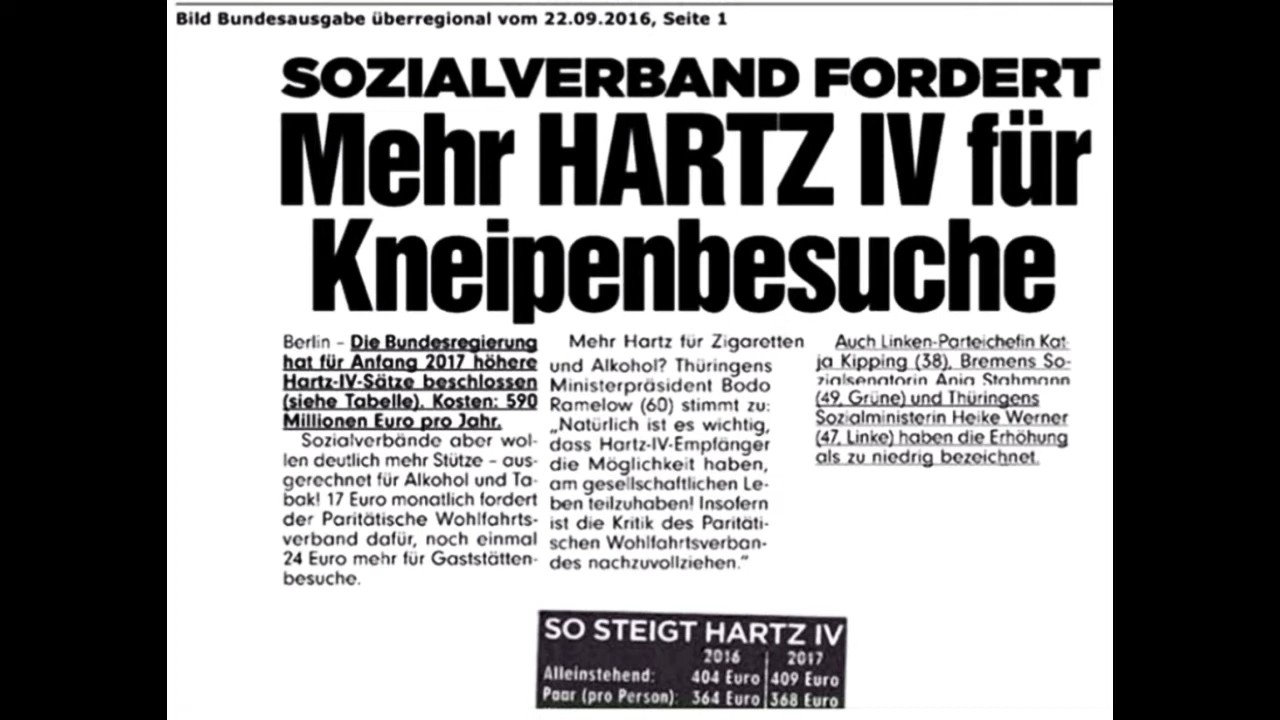 Bild Bundesausgabe überregional vom 22.09.2016, Seite 1
SOZIALVERBAND FORDERT
Mehr HARTZ IV für
Kneipenbesuche
Berlin – Die Bundesregierung
hat für Anfang 2017 höhere
Hartz-IV-Sätze beschlossen
(siehe Tabelle). Kosten: 590
Millionen Euro pro Jahr.
Sozialverbände aber wol-
len deutlich mehr Stütze – aus-
gerechnet für Alkohol und Ta-
bak! 17 Euro monatlich fordert
der Paritätische Wohlfahrts-
verband dafür, noch einmal
24 Euro mehr für Gaststätten-
besuche.
Mehr Hartz für Zigaretten
und Alkohol? Thüringens
Ministerpräsident Bodo
Ramelow (60) stimmt zu:
„Natürlich ist es wichtig,
dass Hartz-IV-Empfänger
die Möglichkeit haben,
am gesellschaftlichen Le-
ben teilzuhaben! Insofern
ist die Kritik des Paritäti-
schen Wohlfahrtsverban-
des nachzuvollziehen.“
Auch Linken-Parteichefin Kat-
ja Kipping (38), Bremens So-
zialsenatorin Anja Stahmann
(49, Grüne) und Thüringens
Sozialministerin Heike Werner
(47, Linke) haben die Erhöhung
als zu niedrig bezeichnet.
SO STEIGT HARTZ IV
2016 2017
Alleinstehend: 404 Euro 409 Euro
Paar (pro Person): 364 Euro 368 Euro